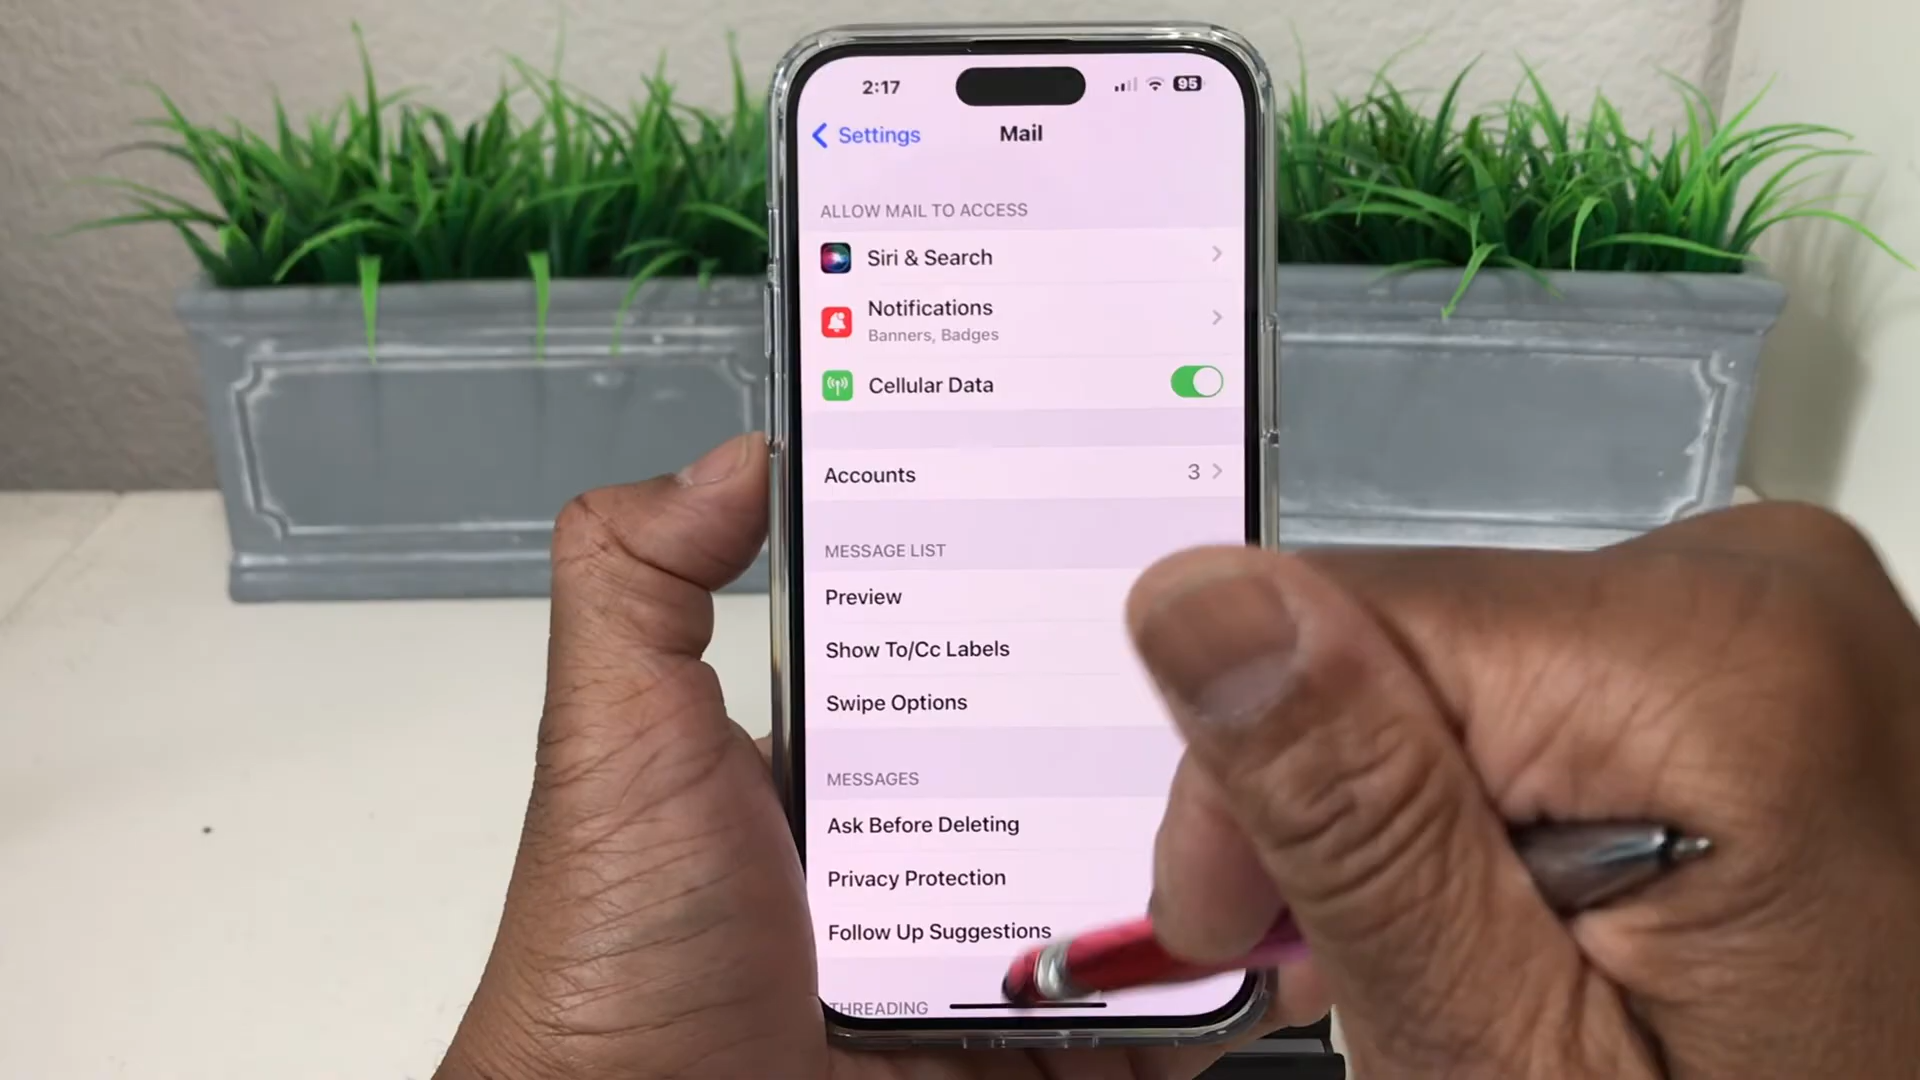 2:17
95
Settings
Mail
ALLOW MAIL TO ACCESS
Siri & Search
Notifications
Banners, Badges
Cellular Data
Accounts
3
MESSAGE LIST
Preview
Show To/Cc Labels
Swipe Options
MESSAGES
Ask Before Deleting
Privacy Protection
Follow Up Suggestions
THREADING